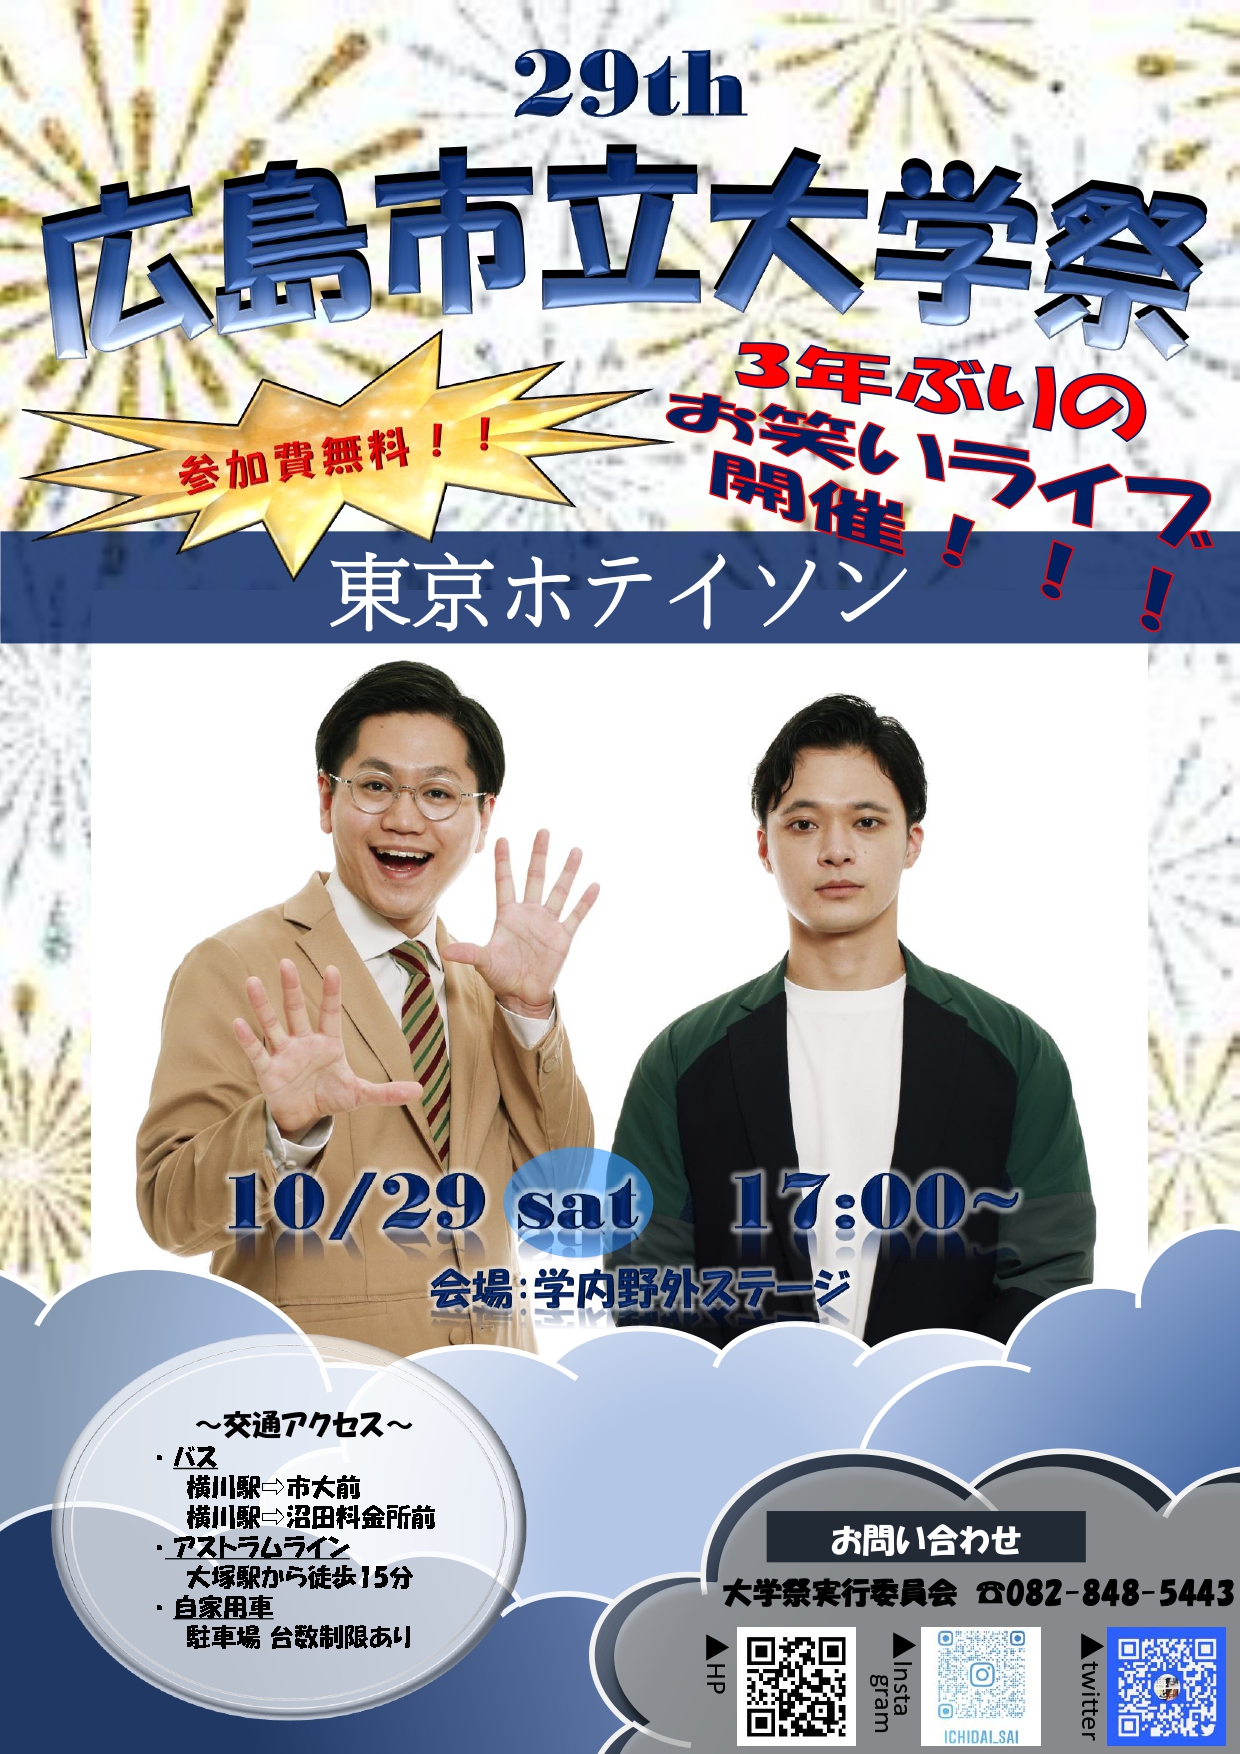 29th
広島市立大学祭
参加費無料！！
3年ぶりの
お笑いライブ
開催！！！
東京ホテイソン
10/29 sat 17:00~
会場：学内野外ステージ
～交通アクセス～
・バス
横川駅⇨市大前
横川駅⇨沼田料金所前
・アストラムライン
大塚駅から徒歩15分
・自家用車
駐車場 台数制限あり
お問い合わせ
大学祭実行委員会 ☎082-848-5443
▶HP
▶Insta
gram
ICHIDAI_SAI
▶twitter